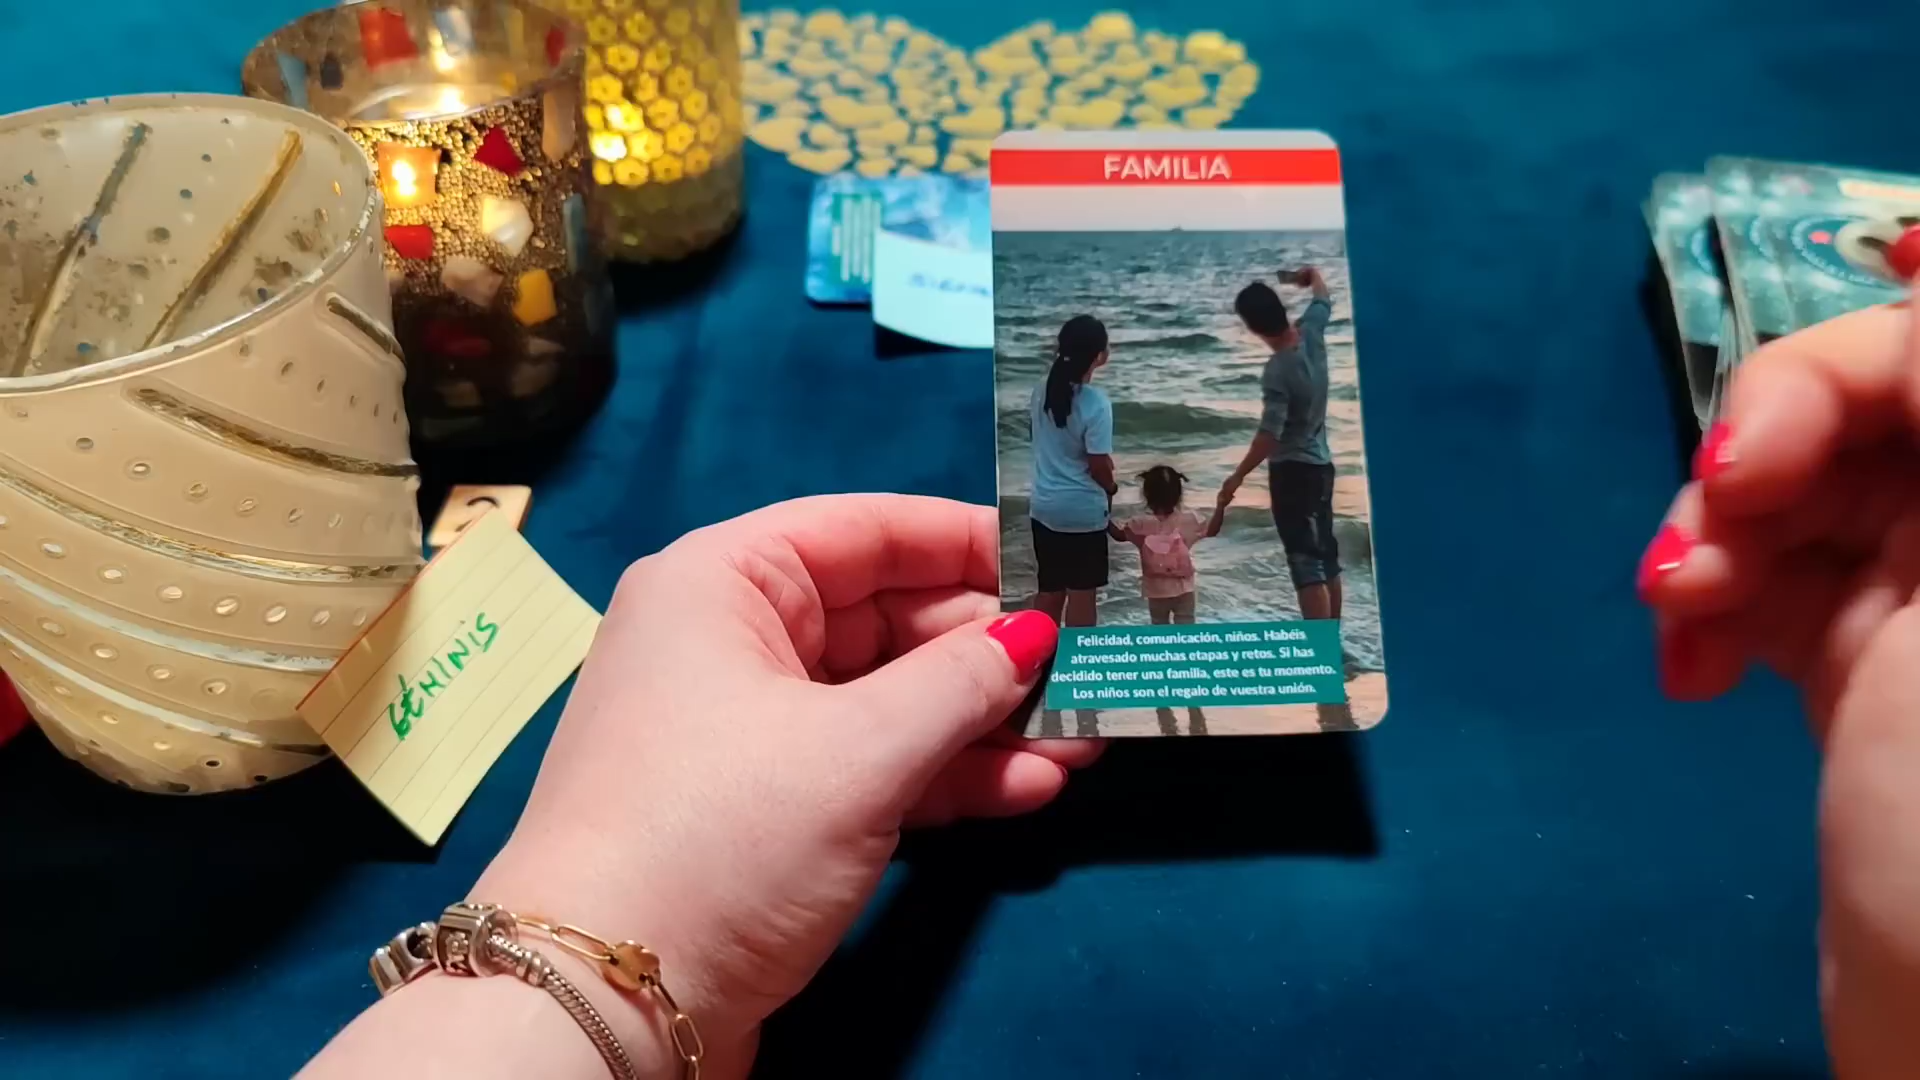 FAMILIA
Felicidad, comunicación, niños. Habéis
atravesado muchas etapas y retos. Si has
decidido tener una familia, este es tu momento.
Los niños son el regalo de vuestra unión.
GÉMINIS